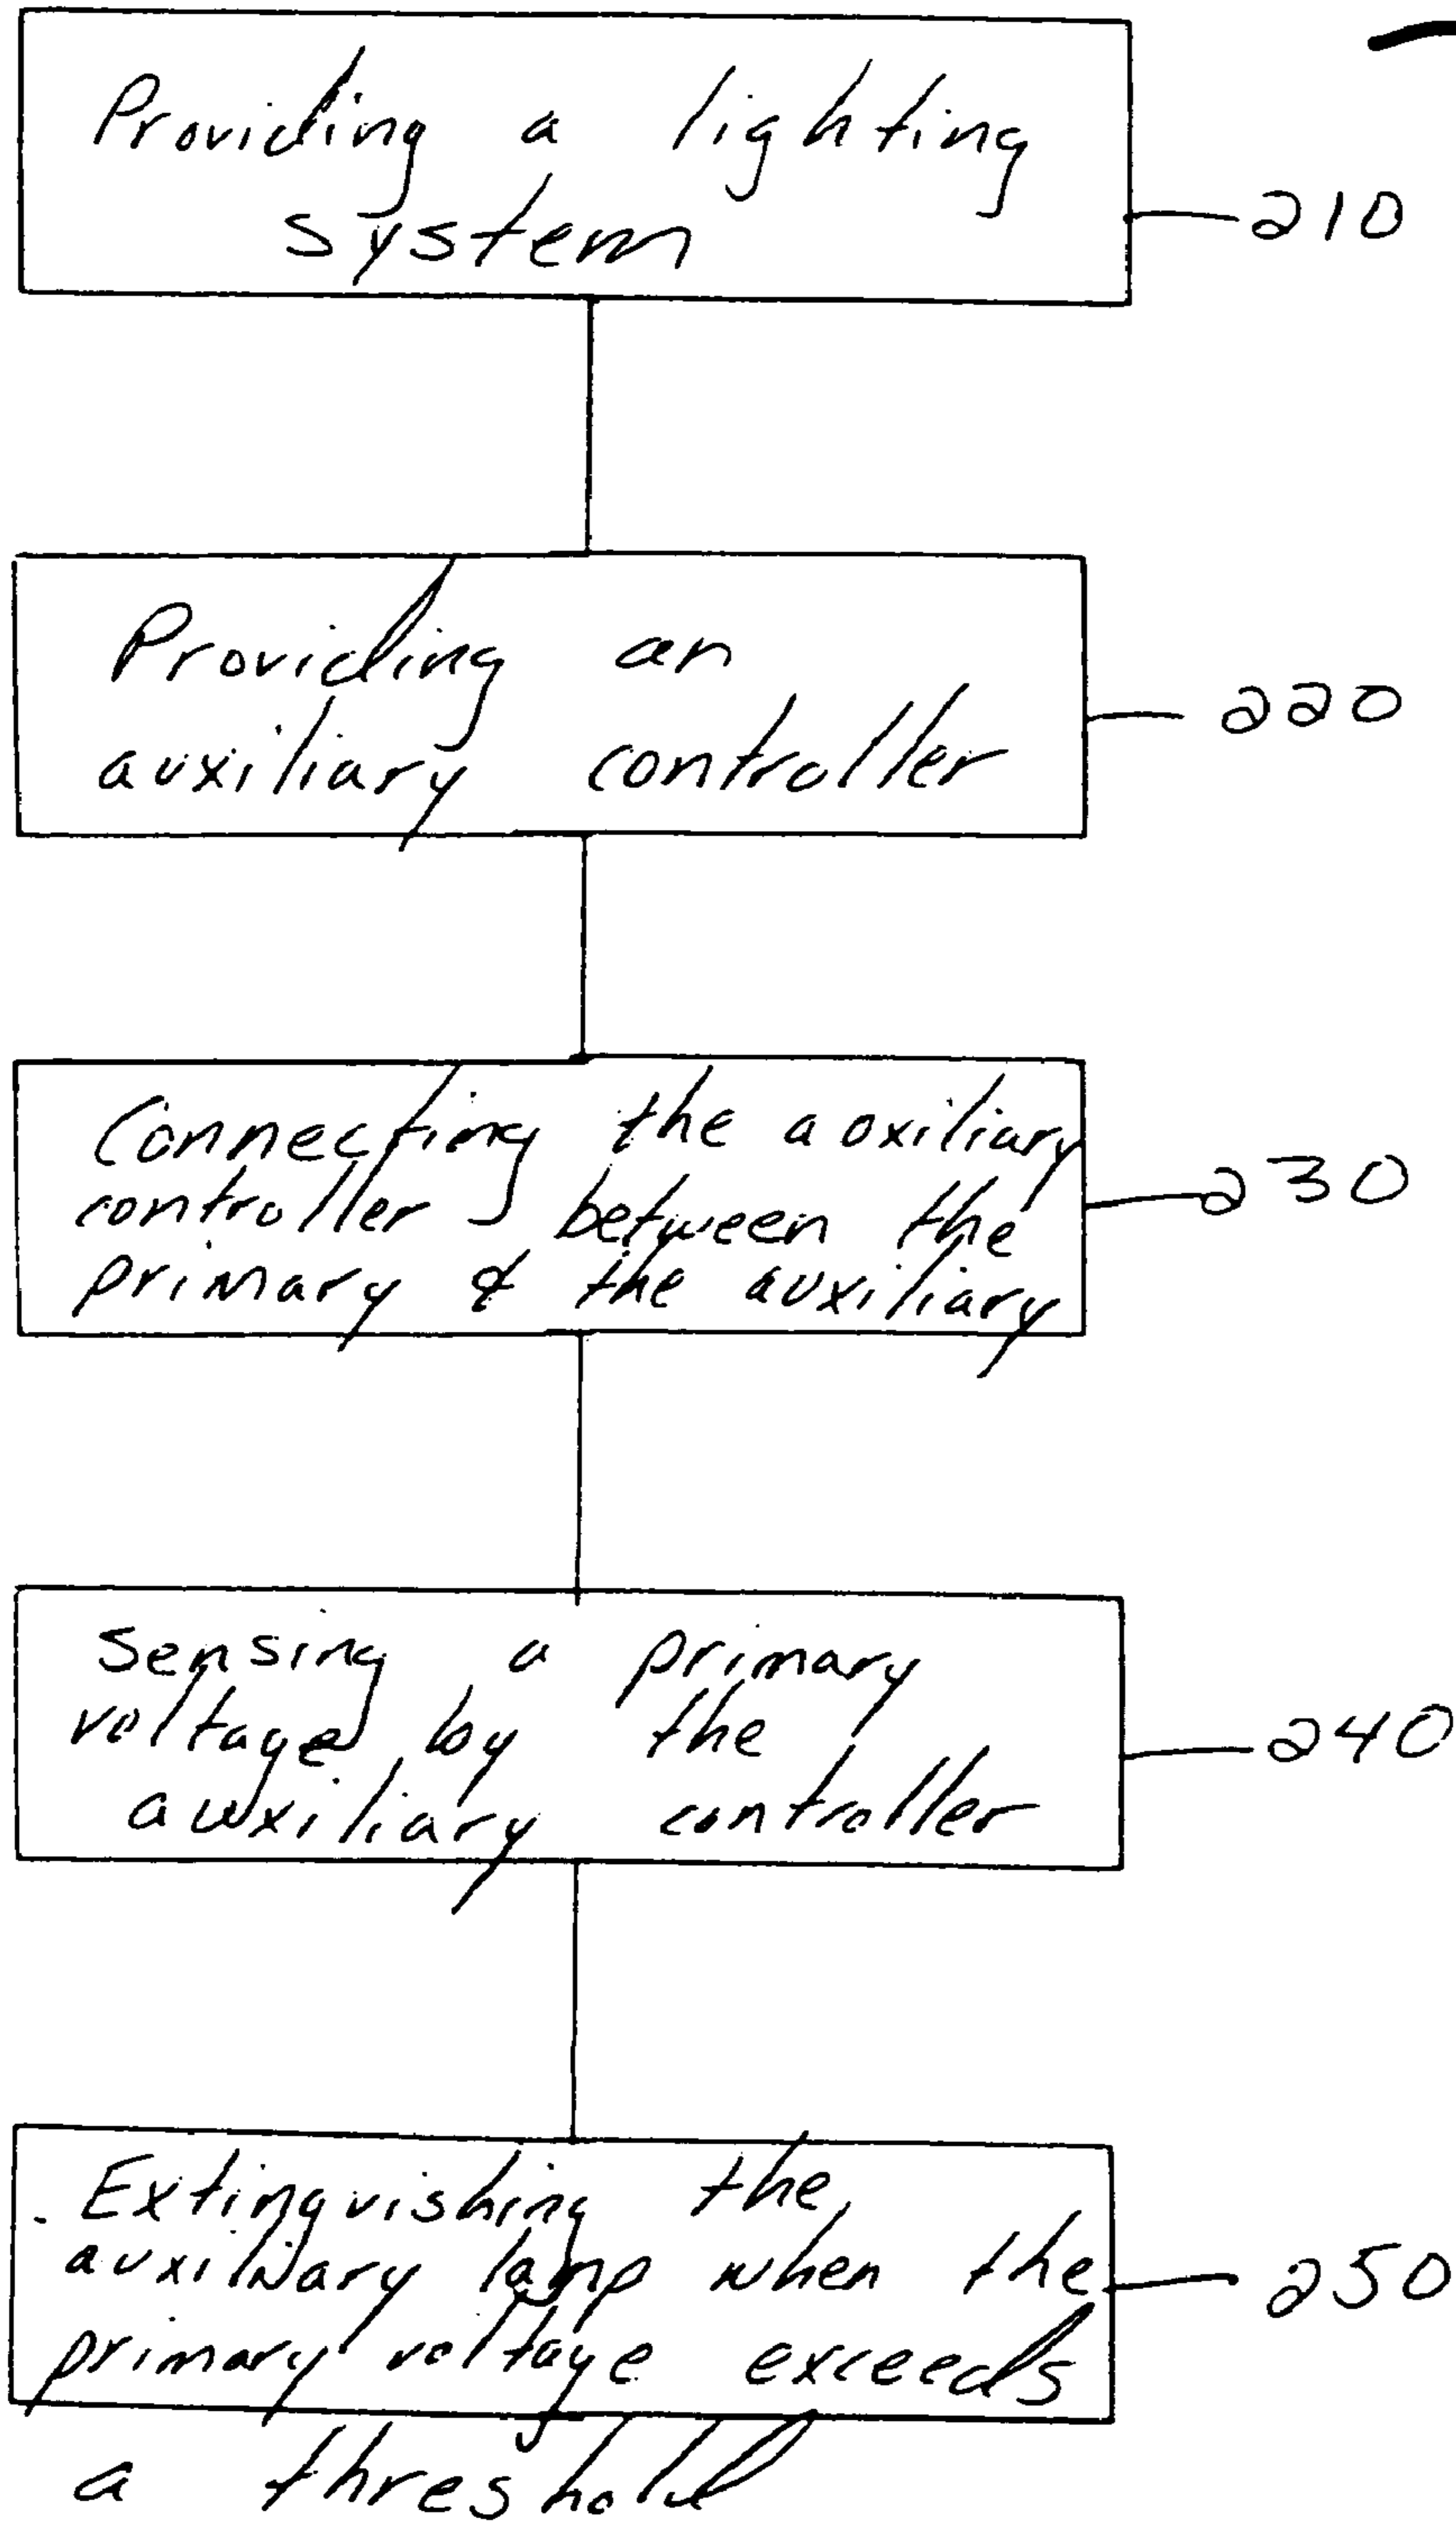 Providing a lighting
system
210
Providing an
auxiliary controller
220
Connecting the auxiliary
controller between the
primary & the auxiliary
230
Sensing a primary
voltage by the
auxiliary controller
240
Extinguishing the
auxiliary lamp when the
primary voltage exceeds
a threshold
250